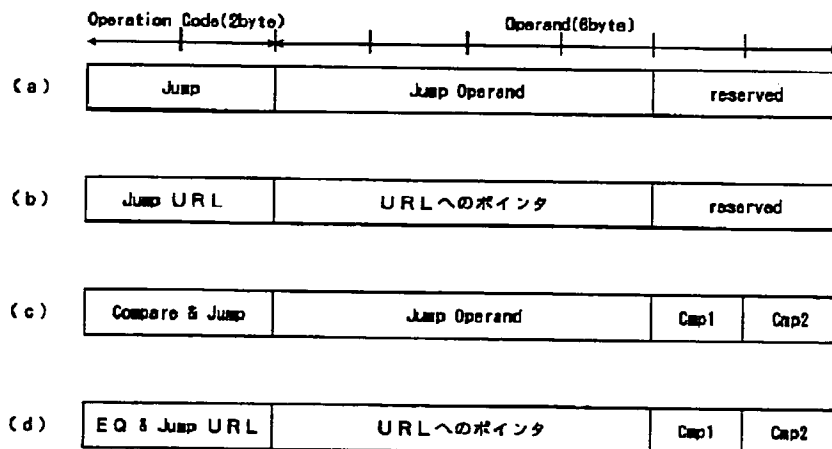 Operation Code(2byte) Operand(6byte)
(a) Jump Jump Operand reserved
(b) Jump URL URLへのポインタ reserved
(c) Compare & Jump Jump Operand Cmp1 Cmp2
(d) EQ & Jump URL URLへのポインタ Cmp1 Cmp2